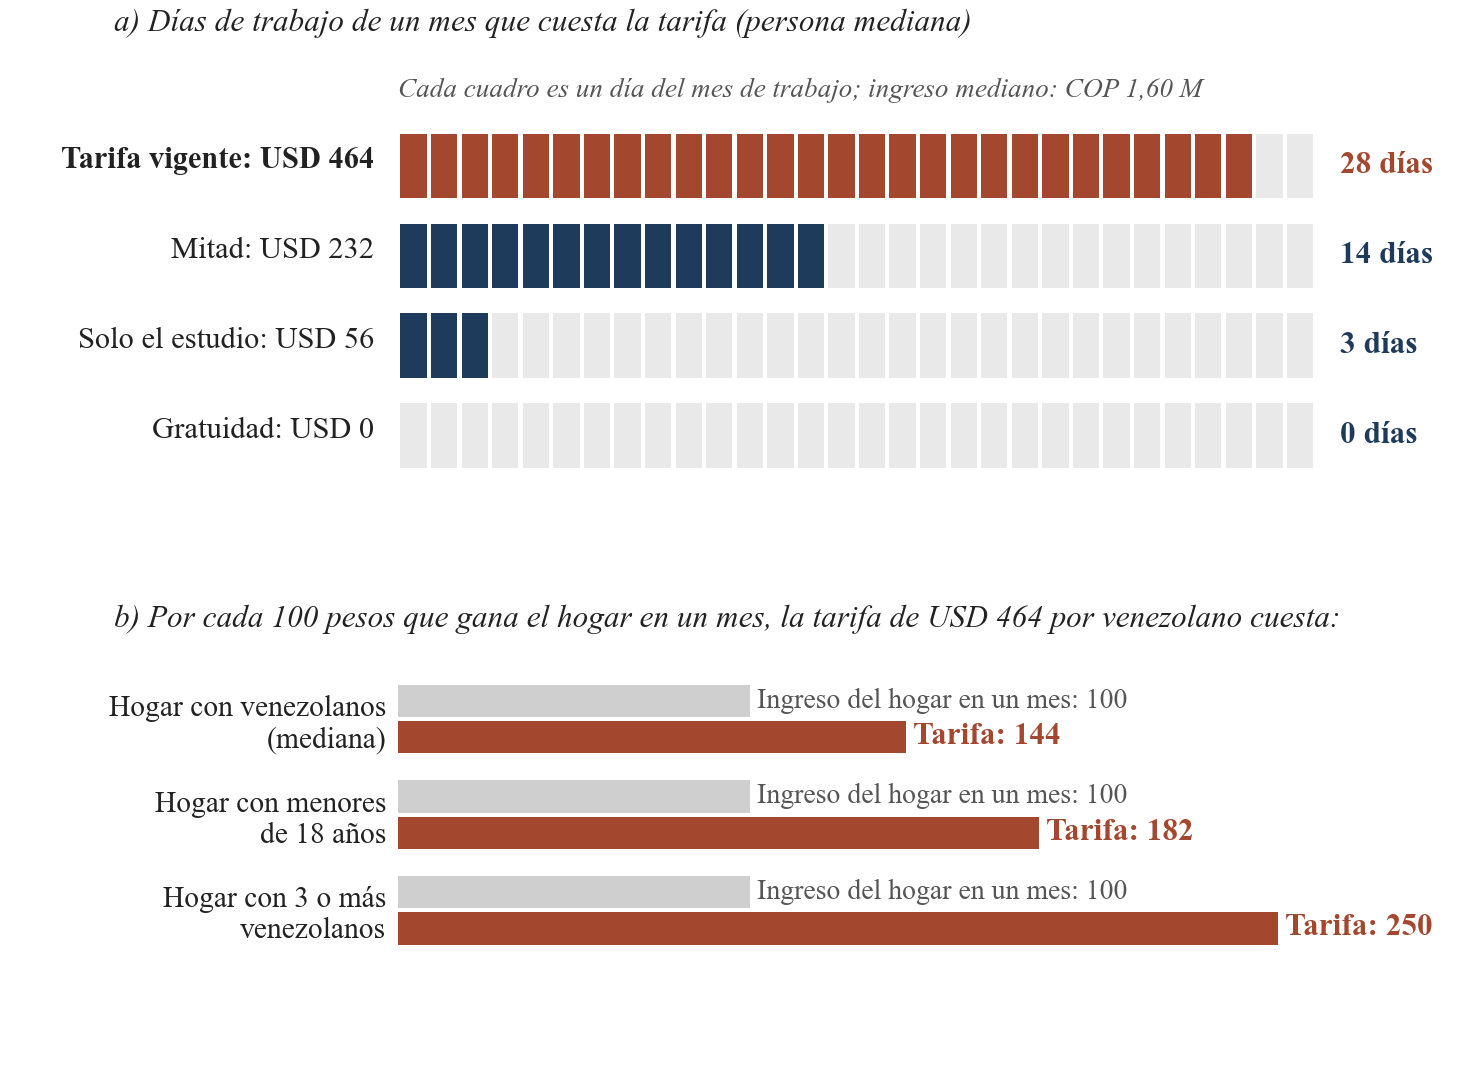 a) Días de trabajo de un mes que cuesta la tarifa (persona mediana)
Cada cuadro es un día del mes de trabajo; ingreso mediano: COP 1,60 M
Tarifa vigente: USD 464
28 días
Mitad: USD 232
14 días
Solo el estudio: USD 56
3 días
Gratuidad: USD 0
0 días
b) Por cada 100 pesos que gana el hogar en un mes, la tarifa de USD 464 por venezolano cuesta:
Hogar con venezolanos
(mediana)
Ingreso del hogar en un mes: 100
Tarifa: 144
Hogar con menores
de 18 años
Ingreso del hogar en un mes: 100
Tarifa: 182
Hogar con 3 o más
venezolanos
Ingreso del hogar en un mes: 100
Tarifa: 250